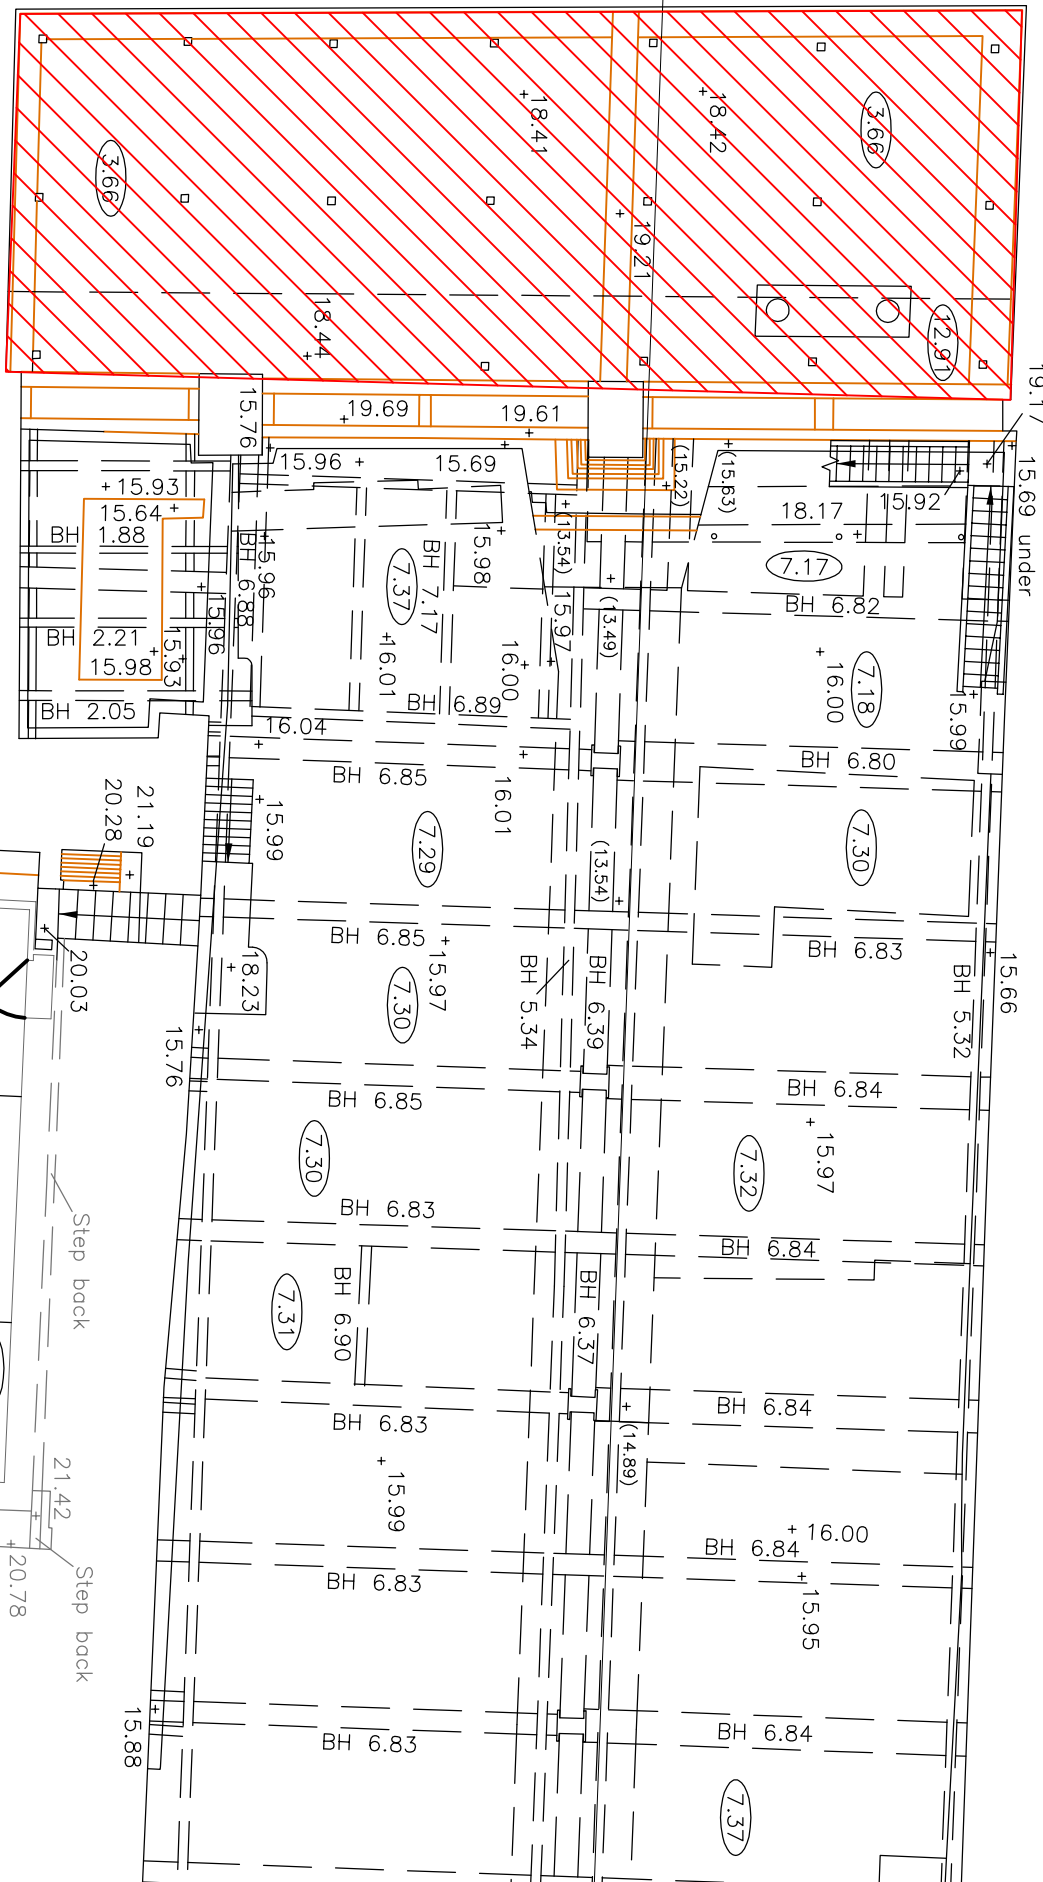 18.41
18.42
3.66
3.66
19.21
18.44
12.91
19.17
15.76
19.69
19.61
15.69 under
15.96
15.69
(15.22)
(15.63)
15.92
15.93
15.64
18.17
BH 1.88
(13.54)
15.98
15.96
BH 6.88
7.37
BH 7.17
7.17
BH 6.82
15.96
15.97
(13.49)
BH 2.21
15.93
15.98
16.01
16.00
7.18
16.00
BH 2.05
BH 6.89
15.99
16.04
BH 6.85
BH 6.80
16.01
21.19
20.28
15.99
7.29
(13.54)
7.30
BH 6.85
BH 6.83
20.03
18.23
15.97
7.30
BH 5.34
BH 6.39
BH 5.32
15.66
15.76
BH 6.85
BH 6.84
7.30
7.32
15.97
BH 6.83
BH 6.84
Step back
7.31
BH 6.90
BH 6.37
BH 6.83
BH 6.84
(14.89)
21.42
15.99
16.00
BH 6.84
20.78
Step back
BH 6.83
15.95
15.88
BH 6.83
BH 6.84
7.37